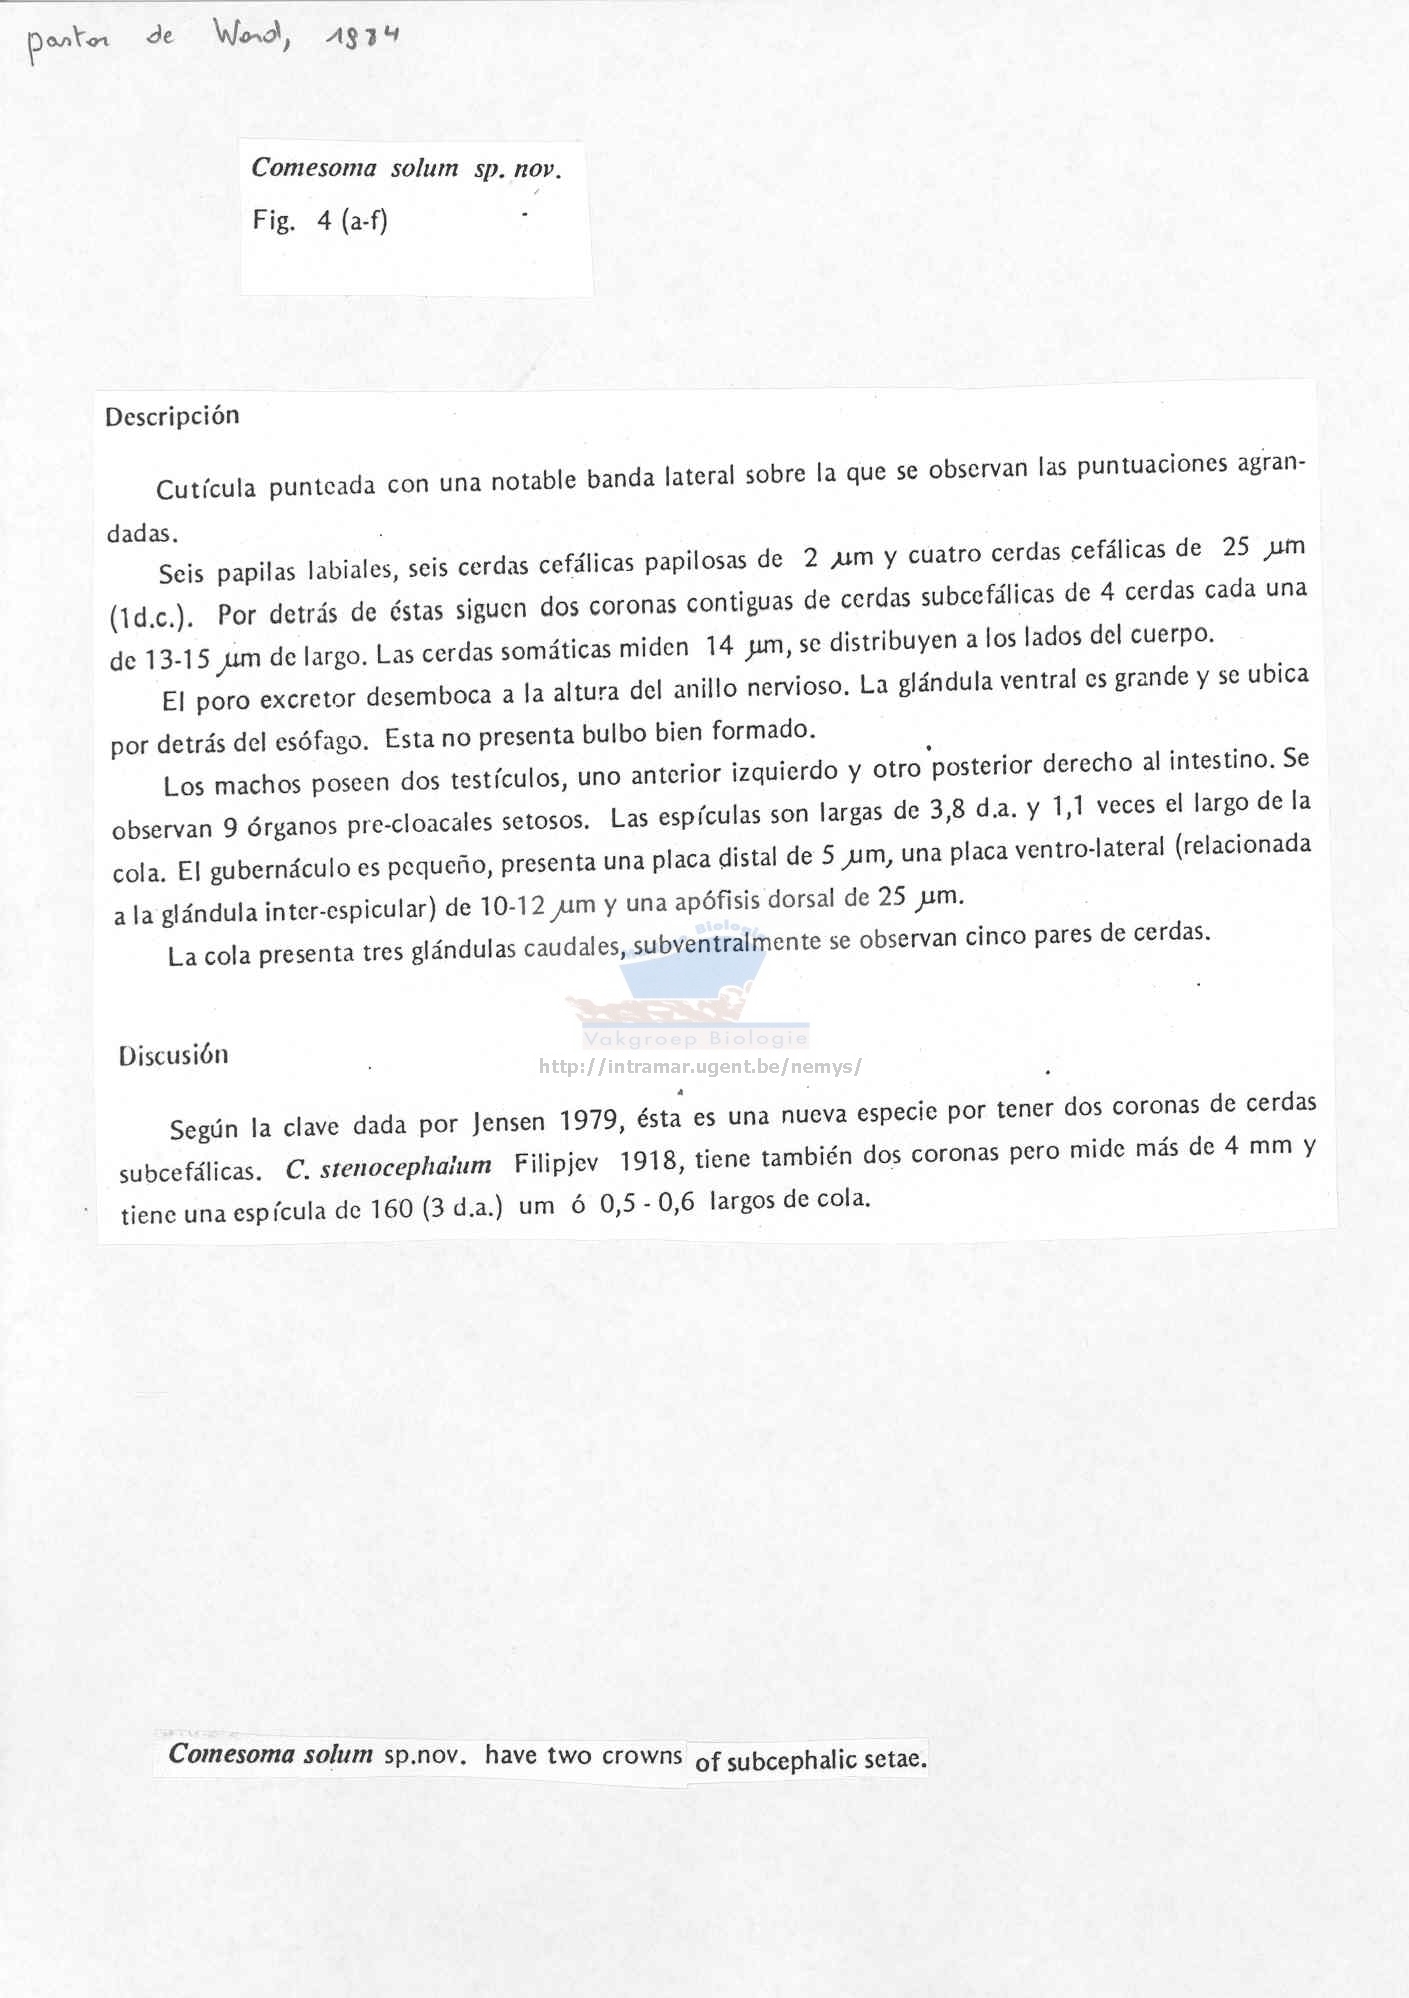 pastor de Ward, 1984
Comesoma solum sp. nov.
Fig. 4 (a-f)
Descripción
Cutícula punteada con una notable banda lateral sobre la que se observan las puntuaciones agran-
dadas.
Seis papilas labiales, seis cerdas cefálicas papilosas de 2 µm y cuatro cerdas cefálicas de 25 µm
(1d.c.). Por detrás de éstas siguen dos coronas contiguas de cerdas subcefálicas de 4 cerdas cada una
de 13-15 µm de largo. Las cerdas somáticas miden 14 µm, se distribuyen a los lados del cuerpo.
El poro excretor desemboca a la altura del anillo nervioso. La glándula ventral es grande y se ubica
por detrás del esófago. Esta no presenta bulbo bien formado.
Los machos poseen dos testículos, uno anterior izquierdo y otro posterior derecho al intestino. Se
observan 9 órganos pre-cloacales setosos. Las espículas son largas de 3,8 d.a. y 1,1 veces el largo de la
cola. El gubernáculo es pequeño, presenta una placa distal de 5 µm, una placa ventro-lateral (relacionada
a la glándula inter-espicular) de 10-12 µm y una apófisis dorsal de 25 µm.
La cola presenta tres glándulas caudales, subventralmente se observan cinco pares de cerdas.
Biologie
Vakgroep Biologie
http://intramar.ugent.be/nemys/
Discusión
Según la clave dada por Jensen 1979, ésta es una nueva especie por tener dos coronas de cerdas
subcefálicas. C. stenocephalum Filipjev 1918, tiene también dos coronas pero mide más de 4 mm y
tiene una espícula de 160 (3 d.a.) um ó 0,5 - 0,6 largos de cola.
Comesoma solum sp.nov. have two crowns of subcephalic setae.